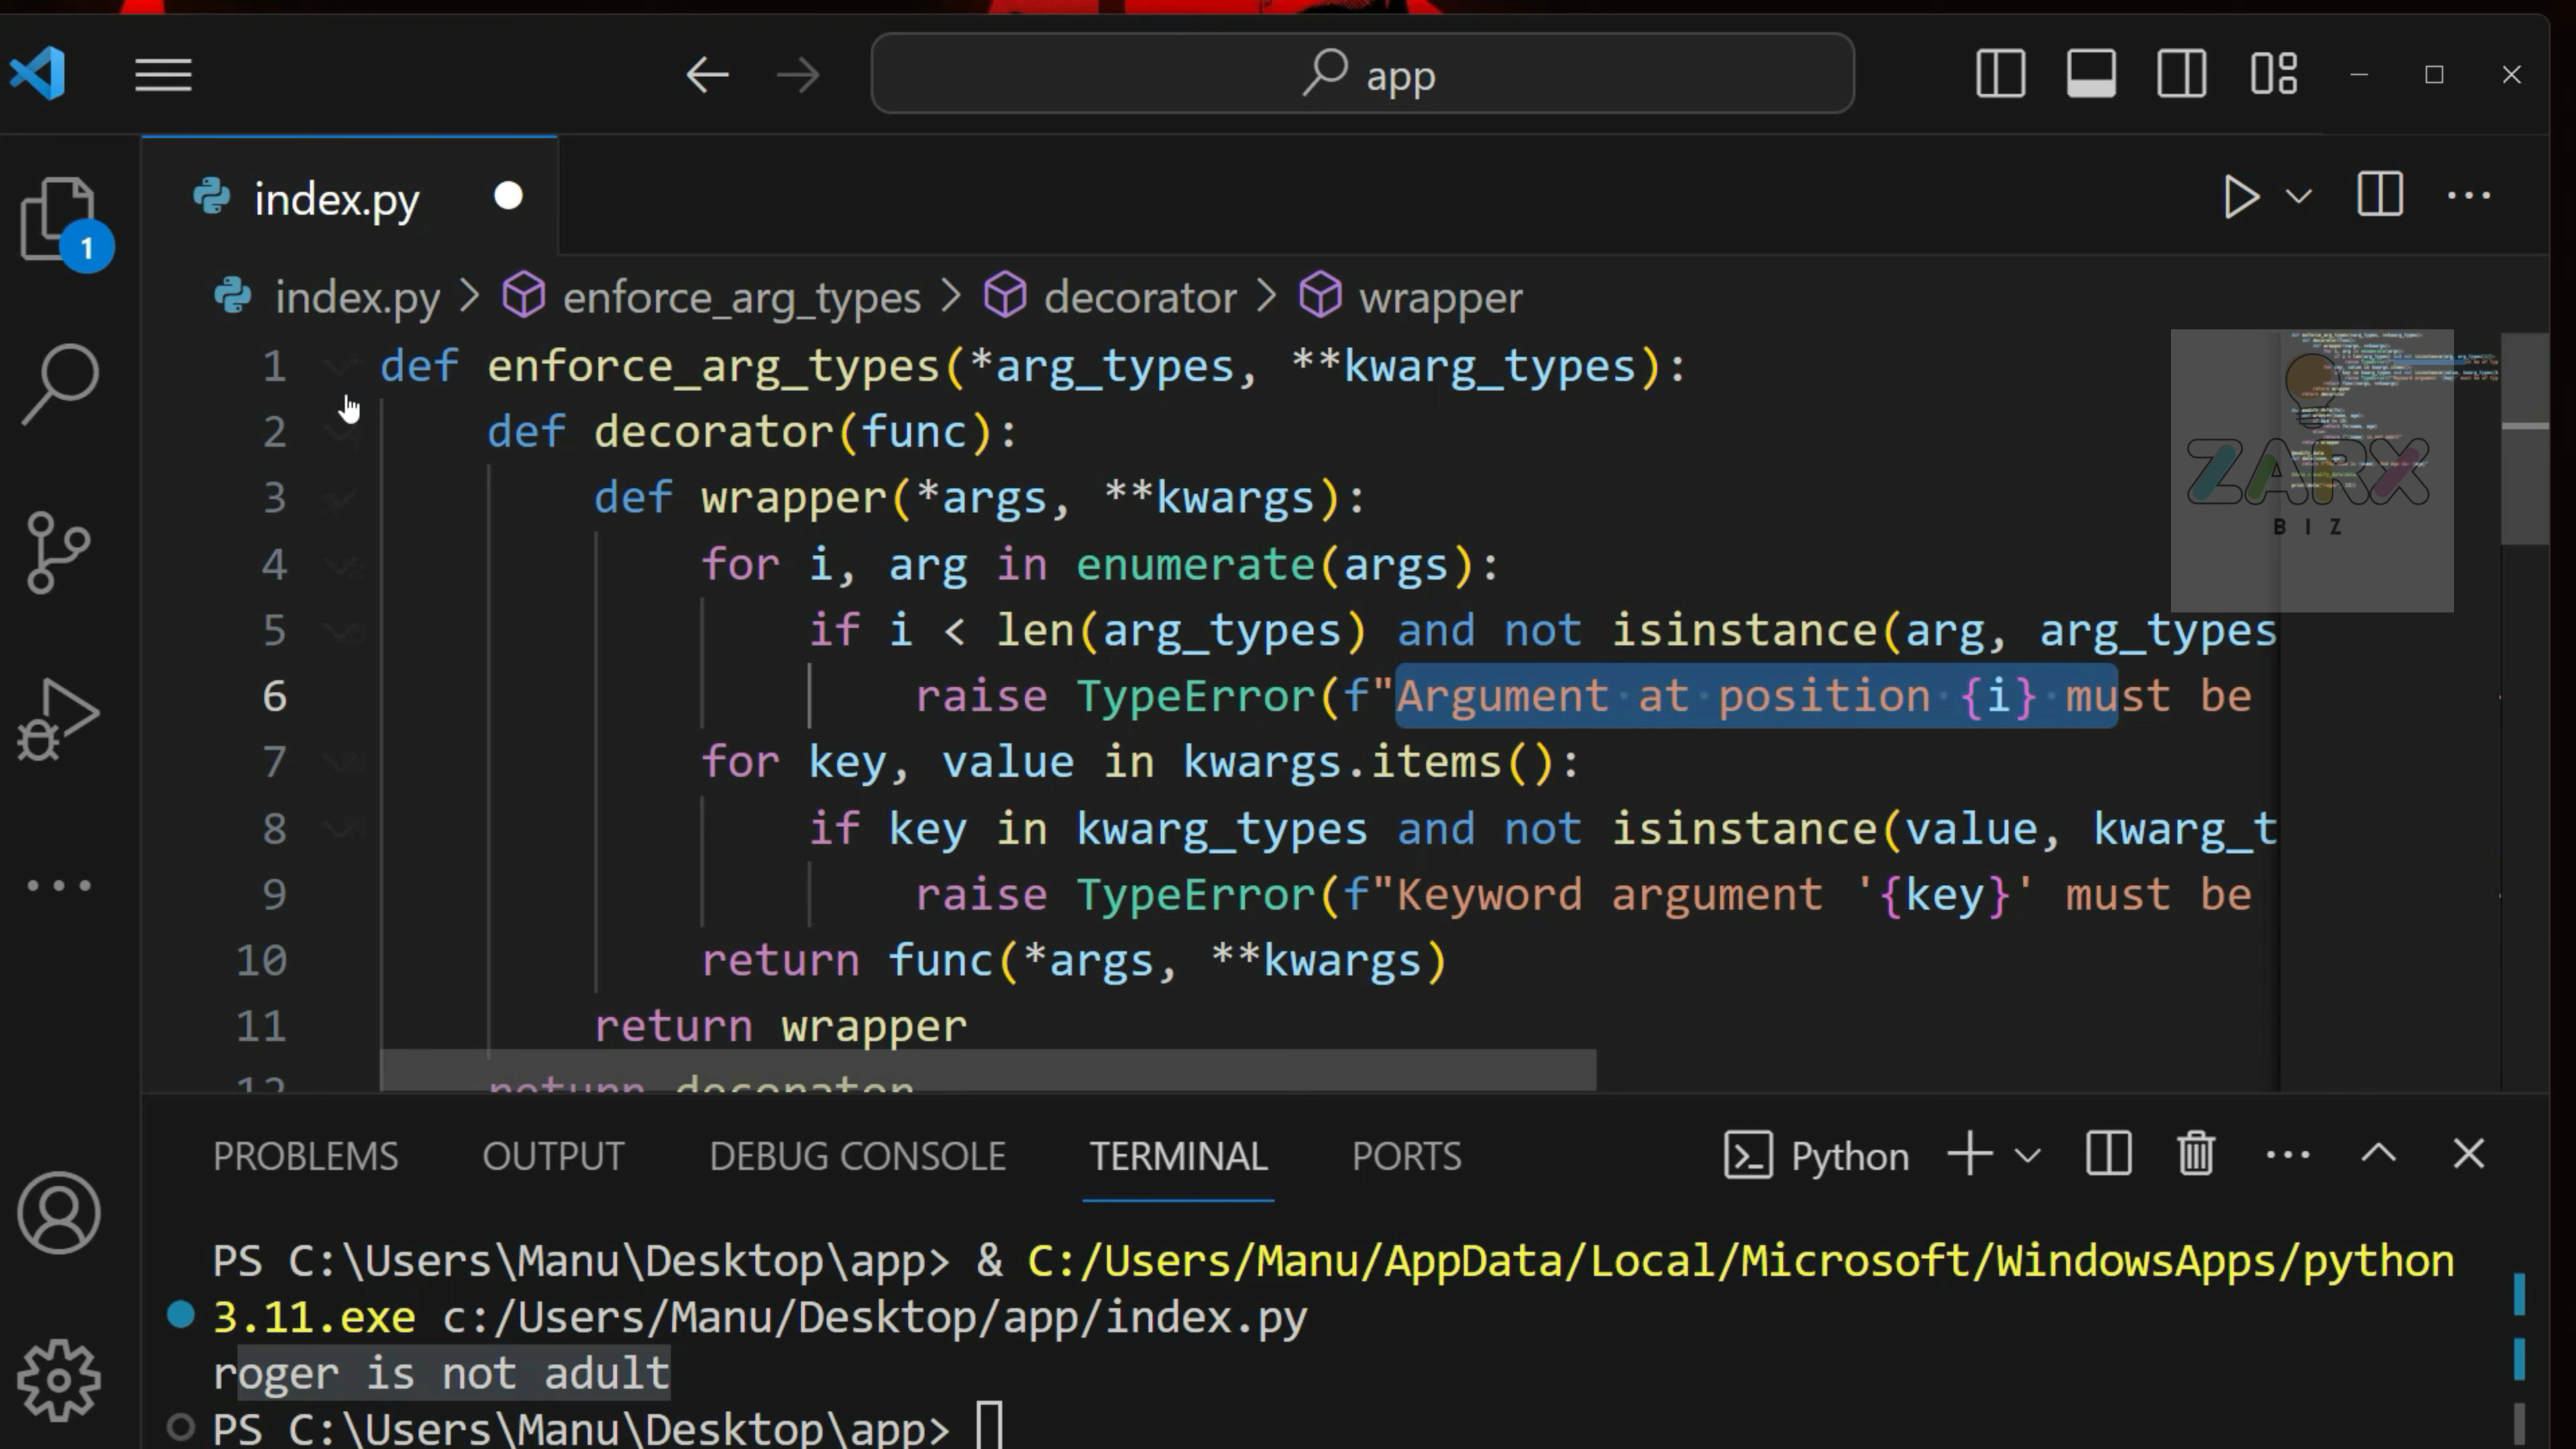 app
index.py
1
index.py > enforce_arg_types > decorator > wrapper
1 def enforce_arg_types(*arg_types, **kwarg_types):
2 def decorator(func):
3 def wrapper(*args, **kwargs):
4 for i, arg in enumerate(args):
5 if i < len(arg_types) and not isinstance(arg, arg_types
6 raise TypeError(f"Argument at position {i} must be
7 for key, value in kwargs.items():
8 if key in kwarg_types and not isinstance(value, kwarg_t
9 raise TypeError(f"Keyword argument '{key}' must be
10 return func(*args, **kwargs)
11 return wrapper
12 return decorator
ZARX
BIZ
PROBLEMS OUTPUT DEBUG CONSOLE TERMINAL PORTS Python
PS C:\Users\Manu\Desktop\app> & C:/Users/Manu/AppData/Local/Microsoft/WindowsApps/python
3.11.exe c:/Users/Manu/Desktop/app/index.py
roger is not adult
PS C:\Users\Manu\Desktop\app>